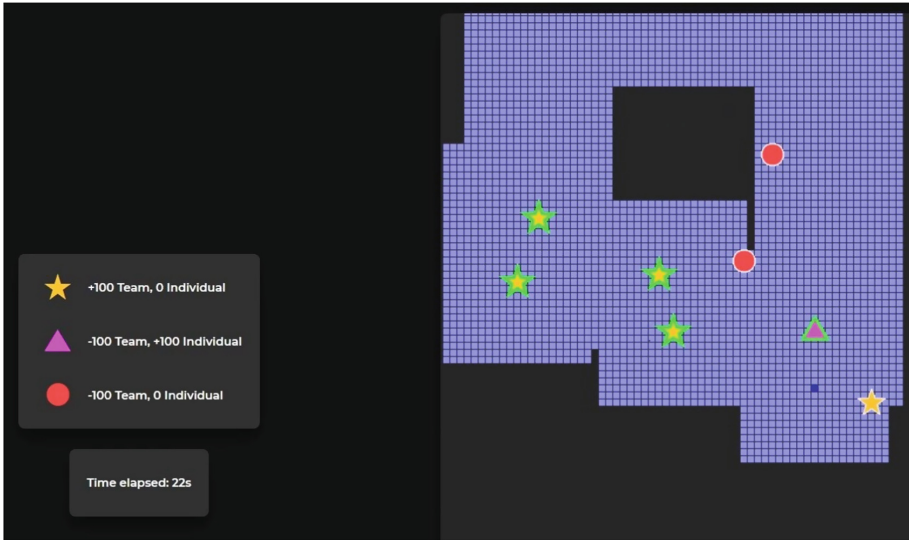 +100 Team, 0 Individual
-100 Team, +100 Individual
-100 Team, 0 Individual
Time elapsed: 22s